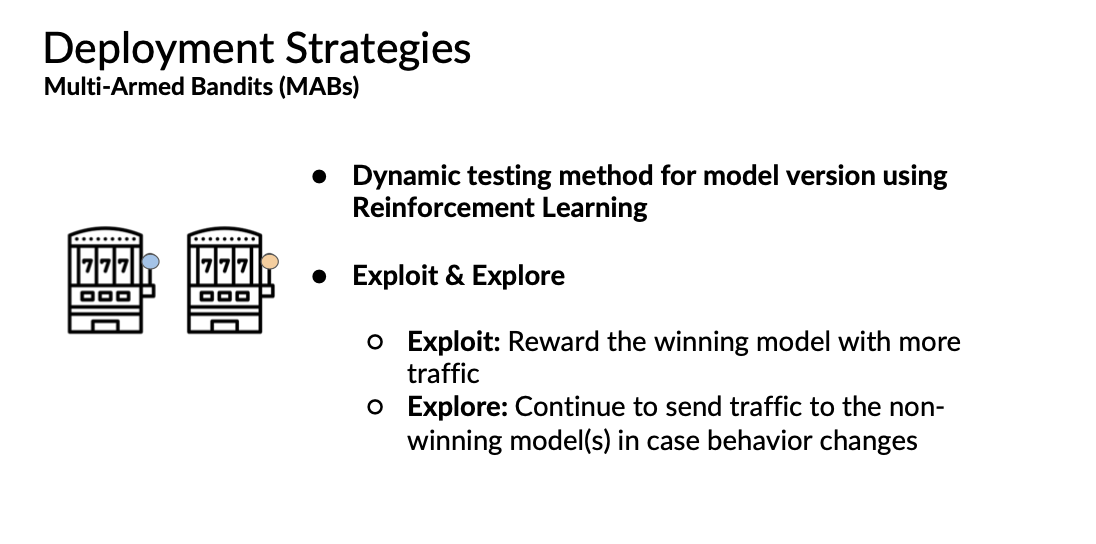 Deployment Strategies
Multi-Armed Bandits (MABs)
● Dynamic testing method for model version using
Reinforcement Learning
777 777
● Exploit & Explore
○ Exploit: Reward the winning model with more
traffic
○ Explore: Continue to send traffic to the non-
winning model(s) in case behavior changes